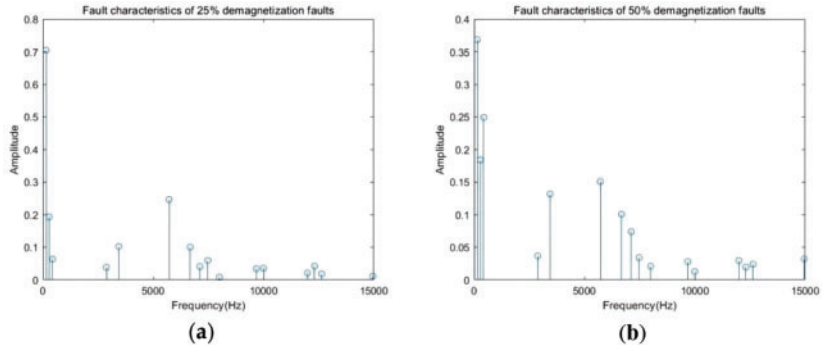 Fault characteristics of 25% demagnetization faults
0.8
0.7
0.6
0.5
0.4
0.3
0.2
0.1
0
Amplitude
0 5000 10000 15000
Frequency(Hz)
(a)
Fault characteristics of 50% demagnetization faults
0.4
0.35
0.3
0.25
0.2
0.15
0.1
0.05
0
Amplitude
0 5000 10000 15000
Frequency(Hz)
(b)